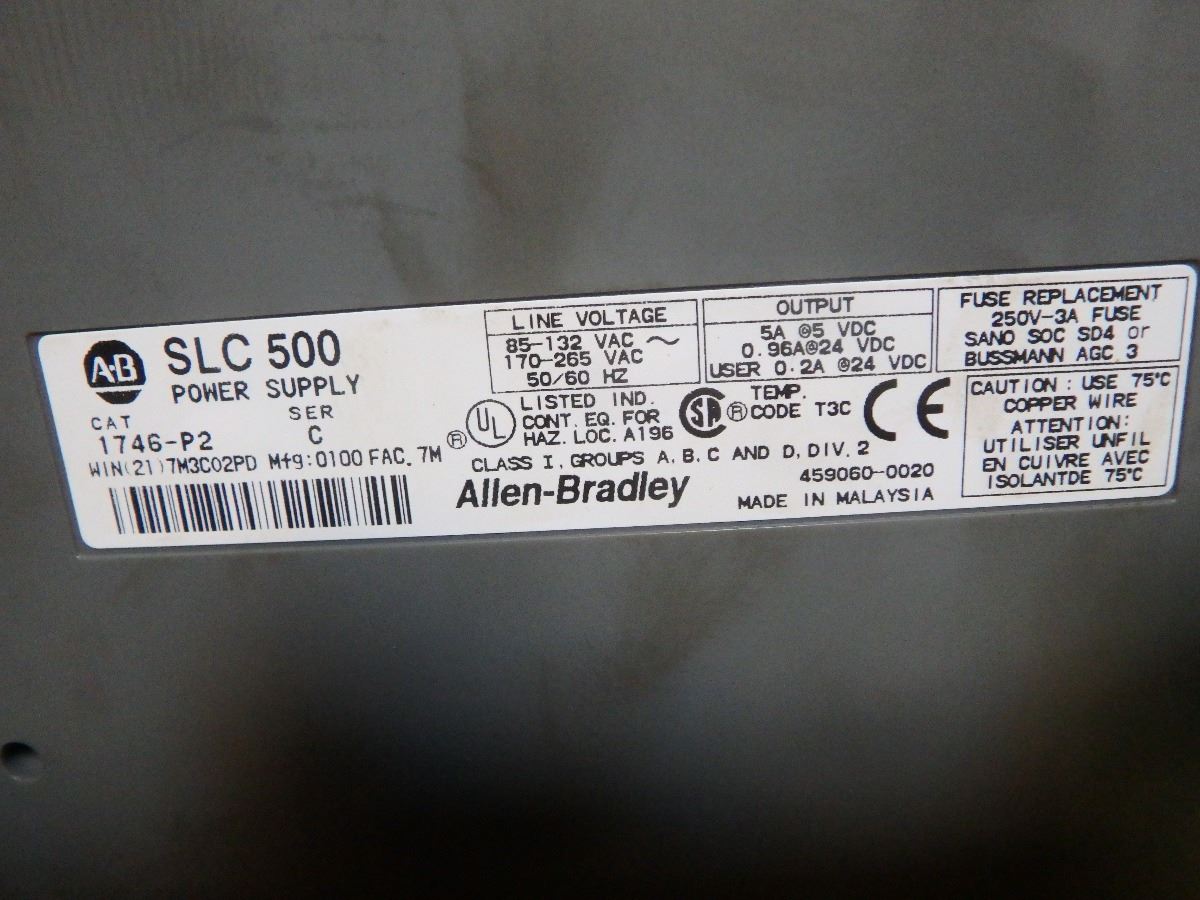 A-B
SLC 500
POWER SUPPLY
CAT
SER
1746-P2
C
WIN(21)7M3C02PD Mfg:0100 FAC. 7M
LINE VOLTAGE
85-132 VAC ~
170-265 VAC
50/60 HZ
OUTPUT
5A @5 VDC
0.96A@24 VDC
USER 0.2A @24 VDC
FUSE REPLACEMENT
250V-3A FUSE
SANO SOC SD4 or
BUSSMANN AGC 3
UL ®
LISTED IND.
CONT. EQ. FOR
HAZ. LOC. A196
SA ®
TEMP.
CODE T3C
CE
CLASS I, GROUPS A, B, C AND D, DIV. 2
Allen-Bradley
459060-0020
MADE IN MALAYSIA
CAUTION : USE 75°C
COPPER WIRE
ATTENTION:
UTILISER UNFIL
EN CUIVRE AVEC
ISOLANTDE 75°C